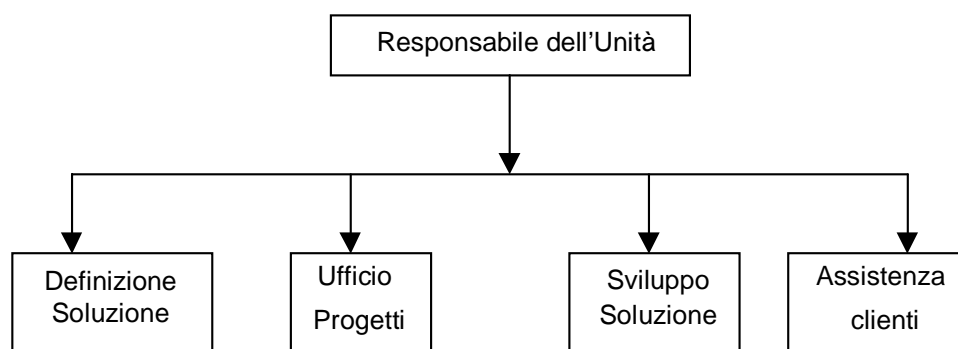 Responsabile dell'Unità
Definizione
Soluzione
Ufficio
Progetti
Sviluppo
Soluzione
Assistenza
clienti